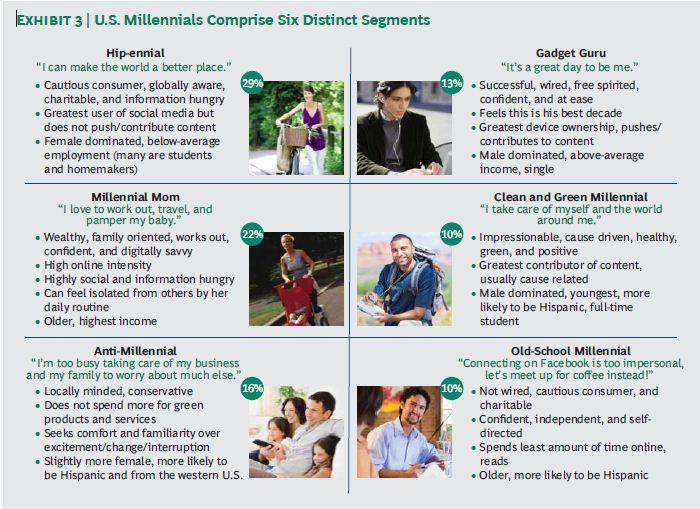 EXHIBIT 3 | U.S. Millennials Comprise Six Distinct Segments
Hip-ennial
“I can make the world a better place.”
29%
• Cautious consumer, globally aware,
charitable, and information hungry
• Greatest user of social media but
does not push/contribute content
• Female dominated, below-average
employment (many are students
and homemakers)
Gadget Guru
“It’s a great day to be me.”
13%
• Successful, wired, free spirited,
confident, and at ease
• Feels this is his best decade
• Greatest device ownership, pushes/
contributes to content
• Male dominated, above-average
income, single
Millennial Mom
“I love to work out, travel, and
pamper my baby.”
22%
• Wealthy, family oriented, works out,
confident, and digitally savvy
• High online intensity
• Highly social and information hungry
• Can feel isolated from others by her
daily routine
• Older, highest income
Clean and Green Millennial
“I take care of myself and the world
around me.”
10%
• Impressionable, cause driven, healthy,
green, and positive
• Greatest contributor of content,
usually cause related
• Male dominated, youngest, more
likely to be Hispanic, full-time
student
Anti-Millennial
“I’m too busy taking care of my business
and my family to worry about much else.”
16%
• Locally minded, conservative
• Does not spend more for green
products and services
• Seeks comfort and familiarity over
excitement/change/interruption
• Slightly more female, more likely to
be Hispanic and from the western U.S.
Old-School Millennial
“Connecting on Facebook is too impersonal,
let’s meet up for coffee instead!”
10%
• Not wired, cautious consumer, and
charitable
• Confident, independent, and self-
directed
• Spends least amount of time online,
reads
• Older, more likely to be Hispanic